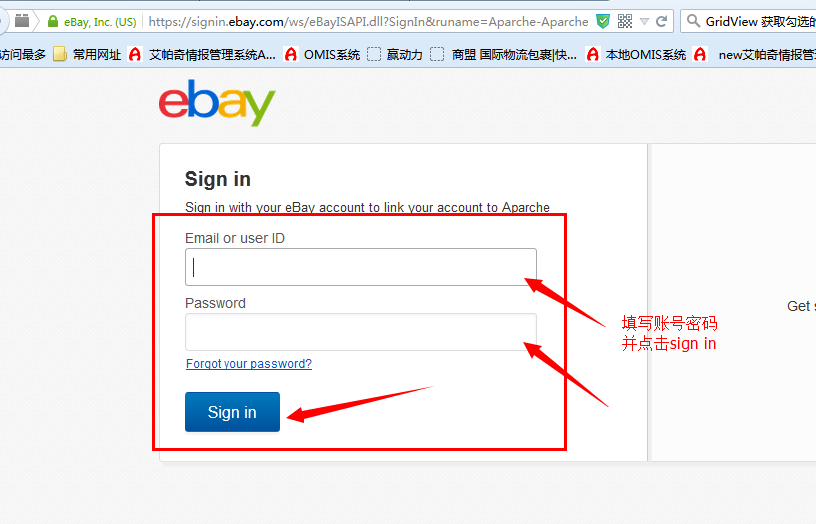 eBay, Inc. (US)
https://signin.ebay.com/ws/eBayISAPI.dll?SignIn&runame=Aparche-Aparche
GridView 获取勾选的
访问最多
常用网址
艾帕奇情报管理系统A...
OMIS系统
赢动力
商盟 国际物流包裹|快...
本地OMIS系统
new艾帕奇情报管
ebay
Sign in
Sign in with your eBay account to link your account to Aparche
Email or user ID
Password
填写账号密码
并点击sign in
Get s
Forgot your password?
Sign in